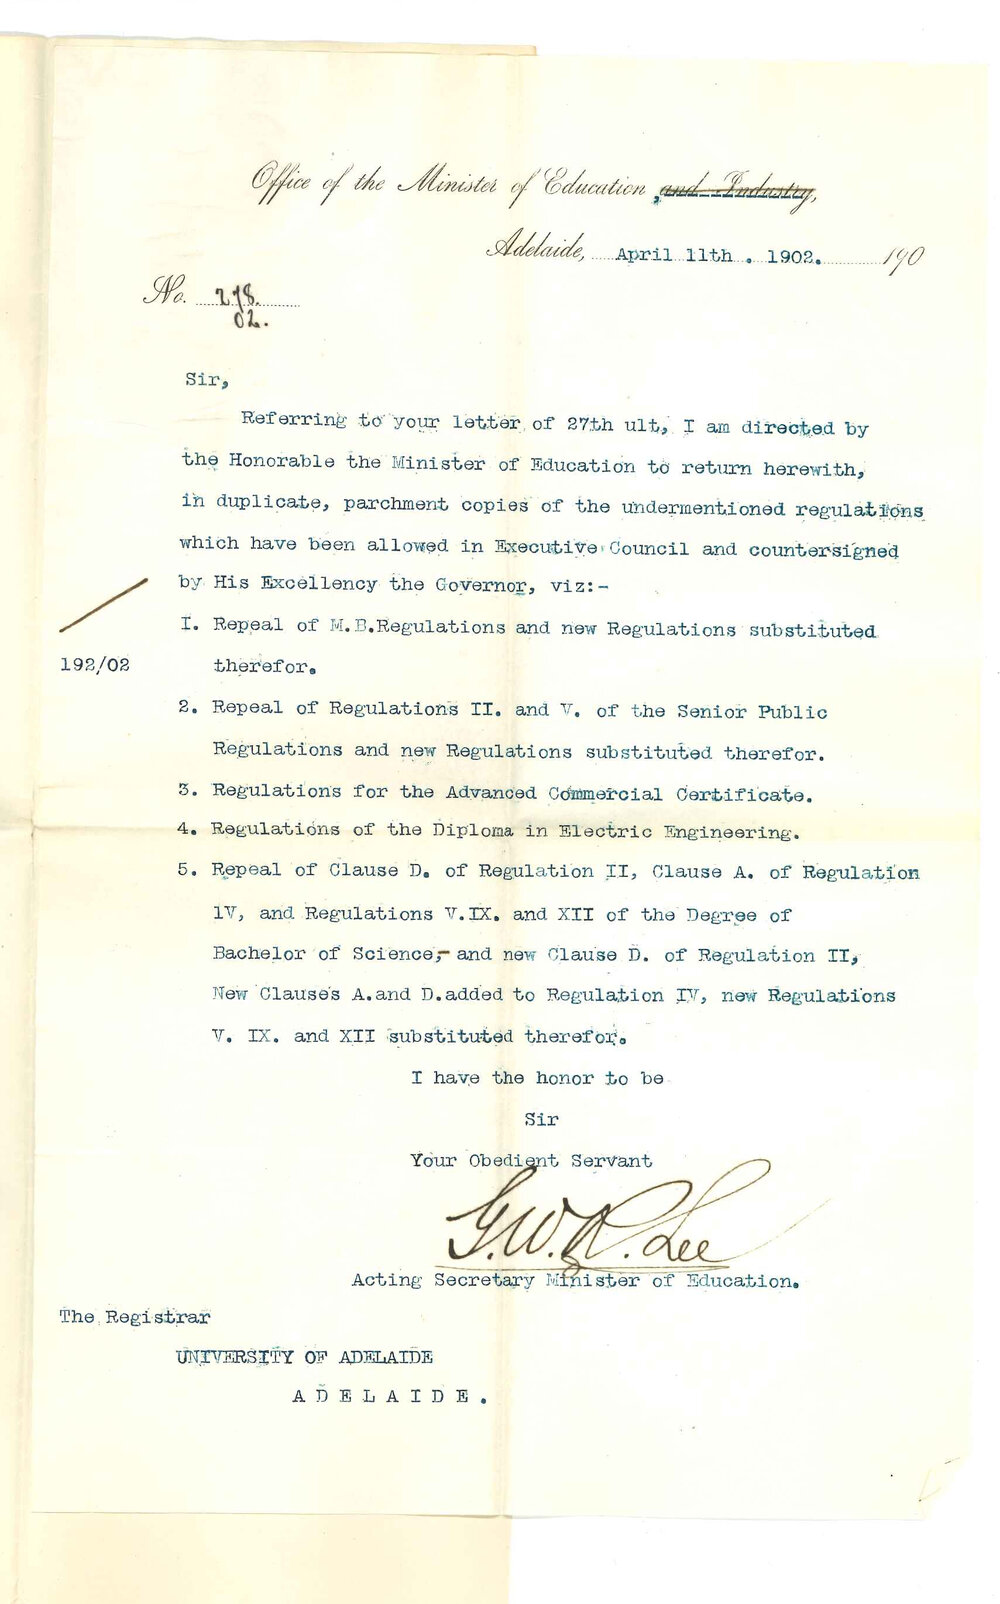 Office of the Minister of Education, and Industry,
Adelaide, April 11th . 1902. 190
No. 278.
02.
Sir,
Referring to your letter of 27th ult, I am directed by
the Honorable the Minister of Education to return herewith,
in duplicate, parchment copies of the undermentioned regulations
which have been allowed in Executive Council and countersigned
by His Excellency the Governor, viz:-
1. Repeal of M.B.Regulations and new Regulations substituted
192/02 therefor.
2. Repeal of Regulations II. and V. of the Senior Public
Regulations and new Regulations substituted therefor.
3. Regulations for the Advanced Commercial Certificate.
4. Regulations of the Diploma in Electric Engineering.
5. Repeal of Clause D. of Regulation II, Clause A. of Regulation
1V, and Regulations V.IX. and XII of the Degree of
Bachelor of Science,- and new Clause D. of Regulation II,
New Clauses A.and D.added to Regulation IV, new Regulations
V. IX. and XII substituted therefor.
I have the honor to be
Sir
Your Obedient Servant
G.W.R. Lee
Acting Secretary Minister of Education.
The Registrar
UNIVERSITY OF ADELAIDE
A D E L A I D E .